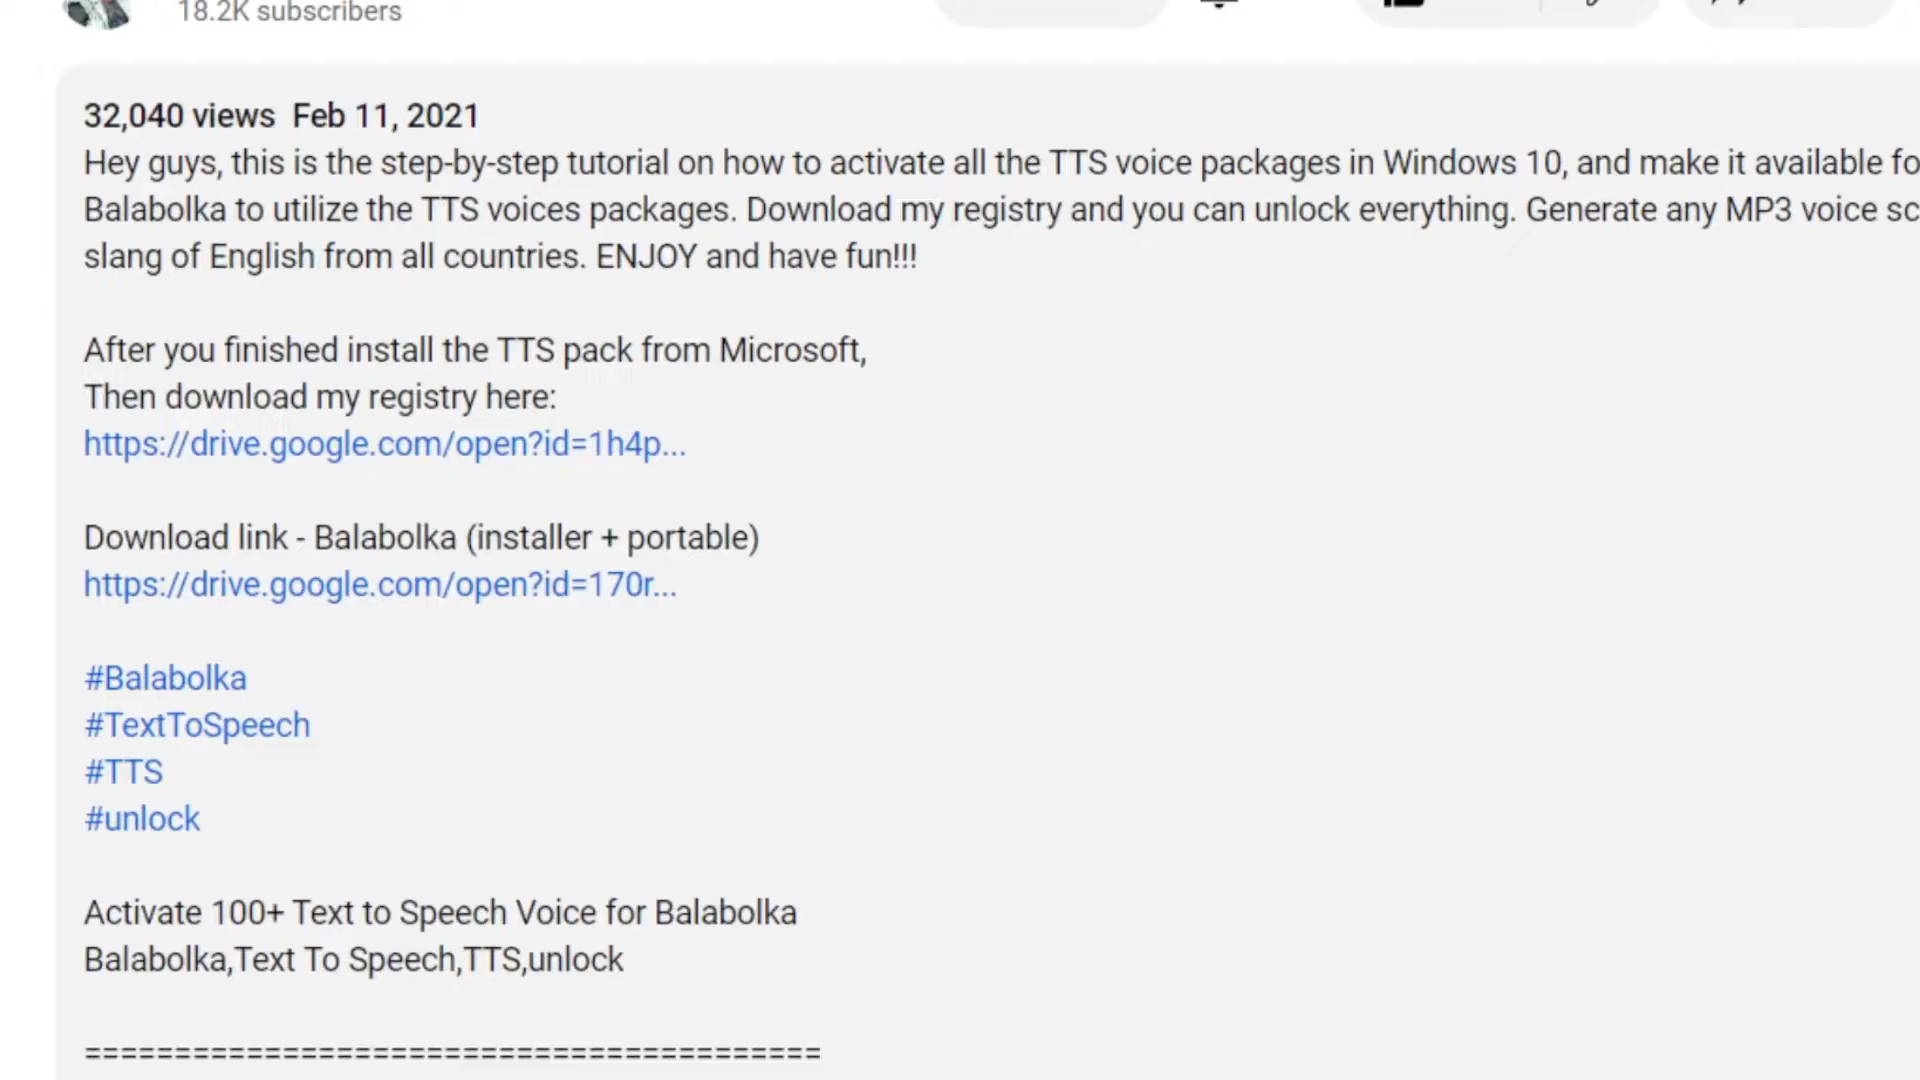 18.2K subscribers
32,040 views Feb 11, 2021
Hey guys, this is the step-by-step tutorial on how to activate all the TTS voice packages in Windows 10, and make it available fo
Balabolka to utilize the TTS voices packages. Download my registry and you can unlock everything. Generate any MP3 voice sc
slang of English from all countries. ENJOY and have fun!!!
After you finished install the TTS pack from Microsoft,
Then download my registry here:
https://drive.google.com/open?id=1h4p...
Download link - Balabolka (installer + portable)
https://drive.google.com/open?id=170r...
#Balabolka
#TextToSpeech
#TTS
#unlock
Activate 100+ Text to Speech Voice for Balabolka
Balabolka,Text To Speech,TTS,unlock
=========================================